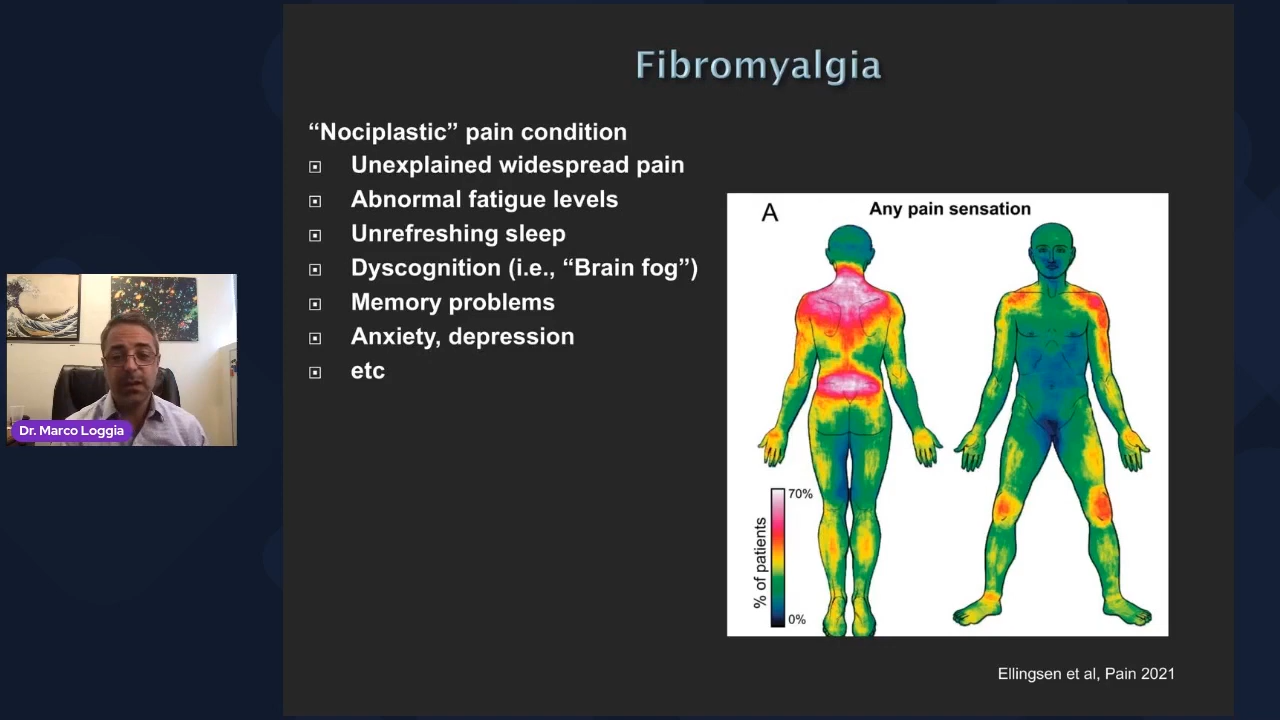 Fibromyalgia
“Nociplastic” pain condition
Unexplained widespread pain
Abnormal fatigue levels
Unrefreshing sleep
Dyscognition (i.e., “Brain fog”)
Memory problems
Anxiety, depression
etc
A
Any pain sensation
70%
% of patients
0%
Ellingsen et al, Pain 2021
Dr. Marco Loggia